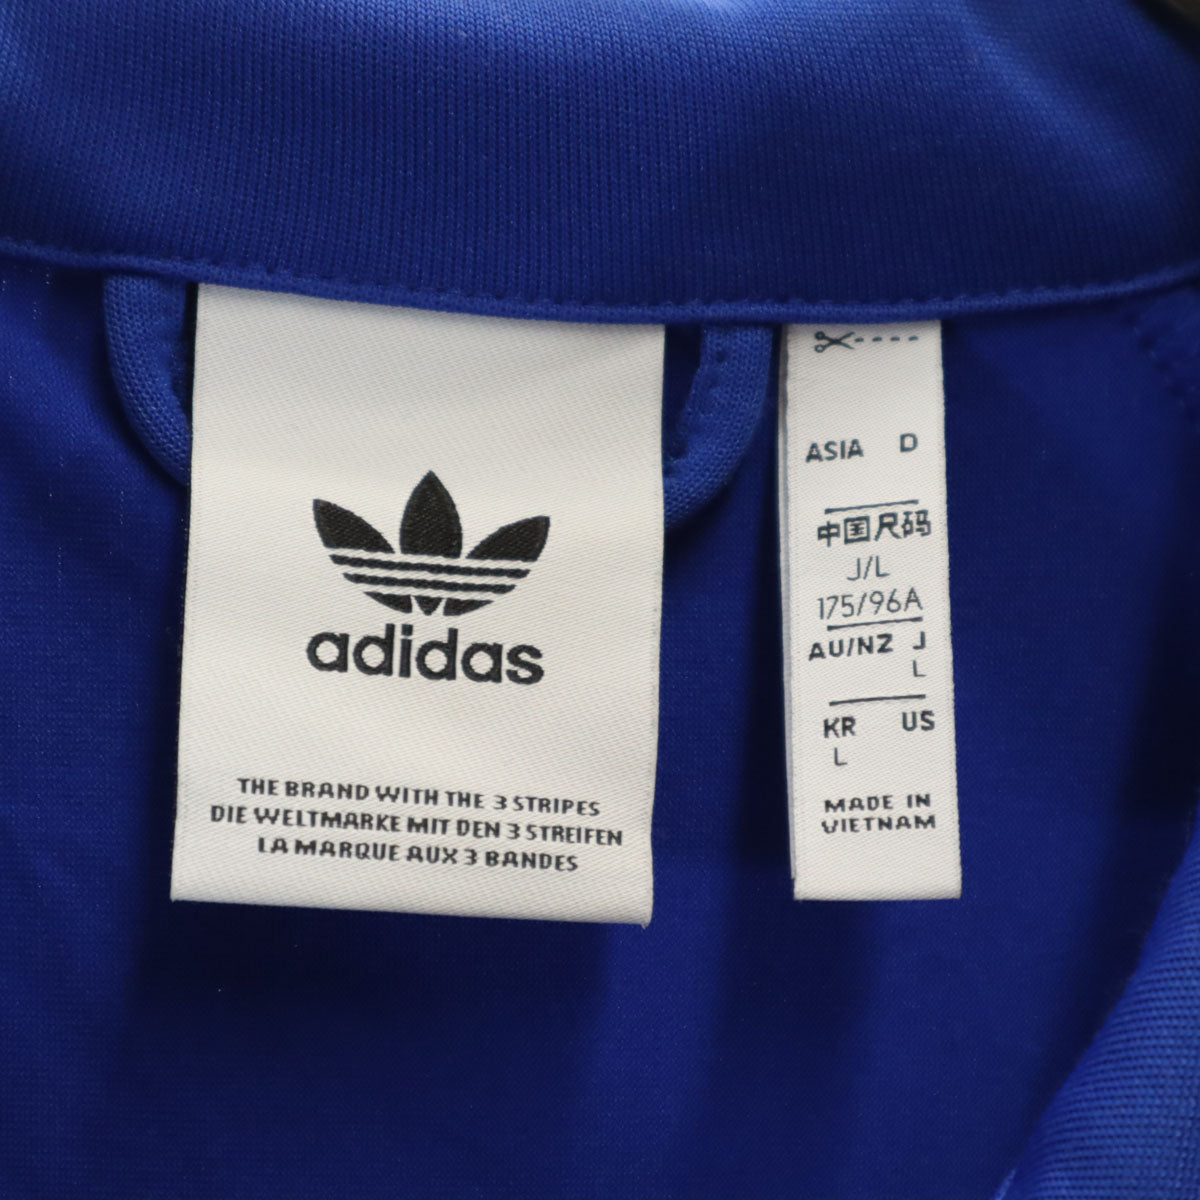 adidas
THE BRAND WITH THE 3 STRIPES
DIE WELTMARKE MIT DEN 3 STREIFEN
LA MARQUE AUX 3 BANDES
ASIA D
中国尺码
J/L
175/96A
AU/NZ J
L
KR US
L
MADE IN
VIETNAM